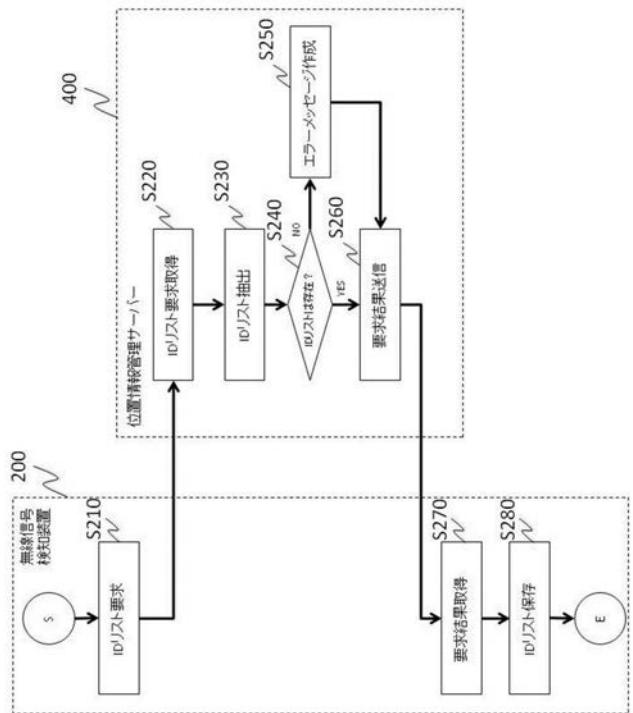 200
無線信号
検知装置
S
S210
IDリスト要求
400
位置情報管理サーバー
S220
IDリスト要求取得
S230
IDリスト抽出
S240
IDリストは存在?
NO
YES
S250
エラーメッセージ作成
S260
要求結果送信
S270
要求結果取得
S280
IDリスト保存
E